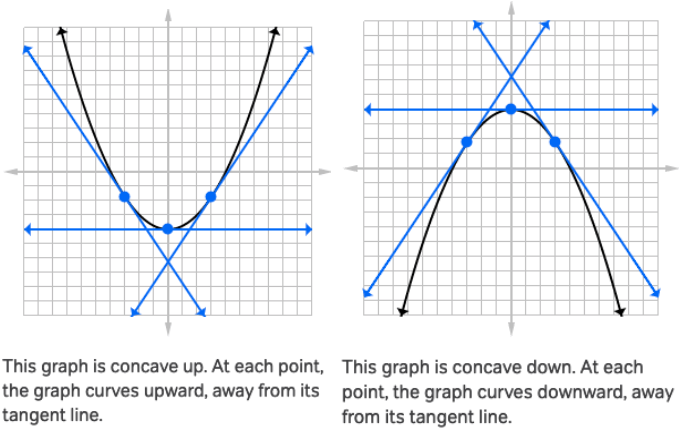 This graph is concave up. At each point,
the graph curves upward, away from its
tangent line.
This graph is concave down. At each
point, the graph curves downward, away
from its tangent line.